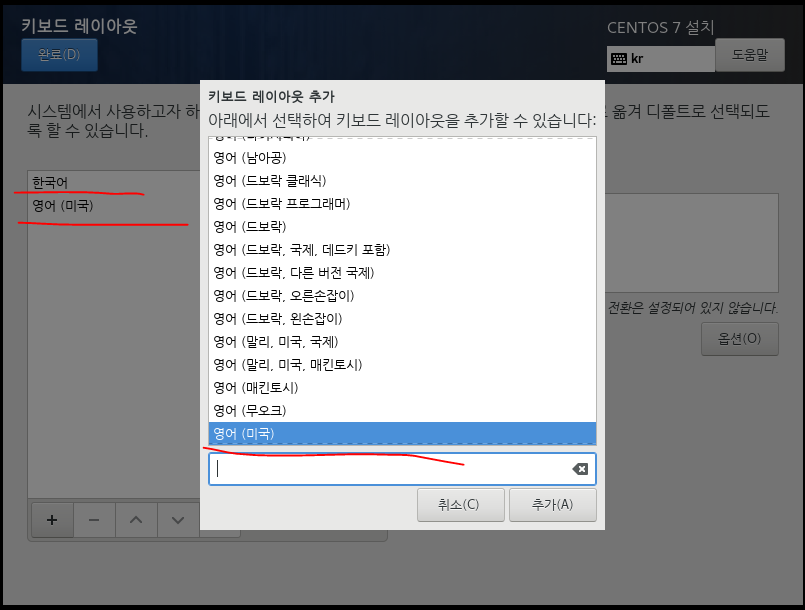 키보드 레이아웃
CENTOS 7 설치
완료(D)
kr
도움말
시스템에서 사용하고자 하
로 옮겨 디폴트로 선택되도
록 할 수 있습니다.
한국어
영어 (미국)
전환은 설정되어 있지 않습니다.
옵션(O)
키보드 레이아웃 추가
아래에서 선택하여 키보드 레이아웃을 추가할 수 있습니다:
영어 (남아공)
영어 (드보락 클래식)
영어 (드보락 프로그래머)
영어 (드보락)
영어 (드보락, 국제, 데드키 포함)
영어 (드보락, 다른 버전 국제)
영어 (드보락, 오른손잡이)
영어 (드보락, 왼손잡이)
영어 (말리, 미국, 국제)
영어 (말리, 미국, 매킨토시)
영어 (매킨토시)
영어 (무오크)
영어 (미국)
취소(C)
추가(A)